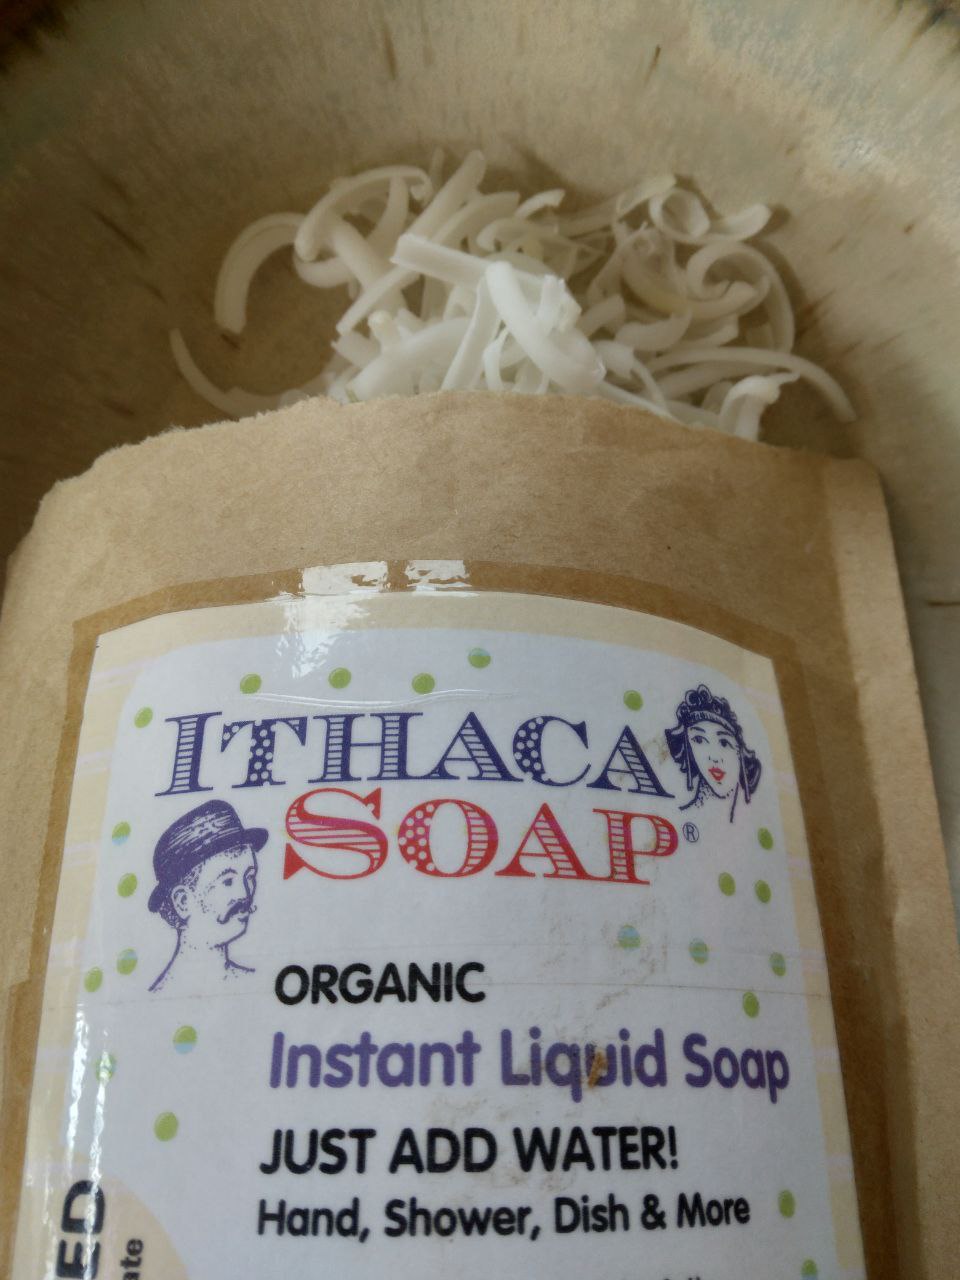 ITHACA
SOAP®
ORGANIC
Instant Liquid Soap
JUST ADD WATER!
Hand, Shower, Dish & More